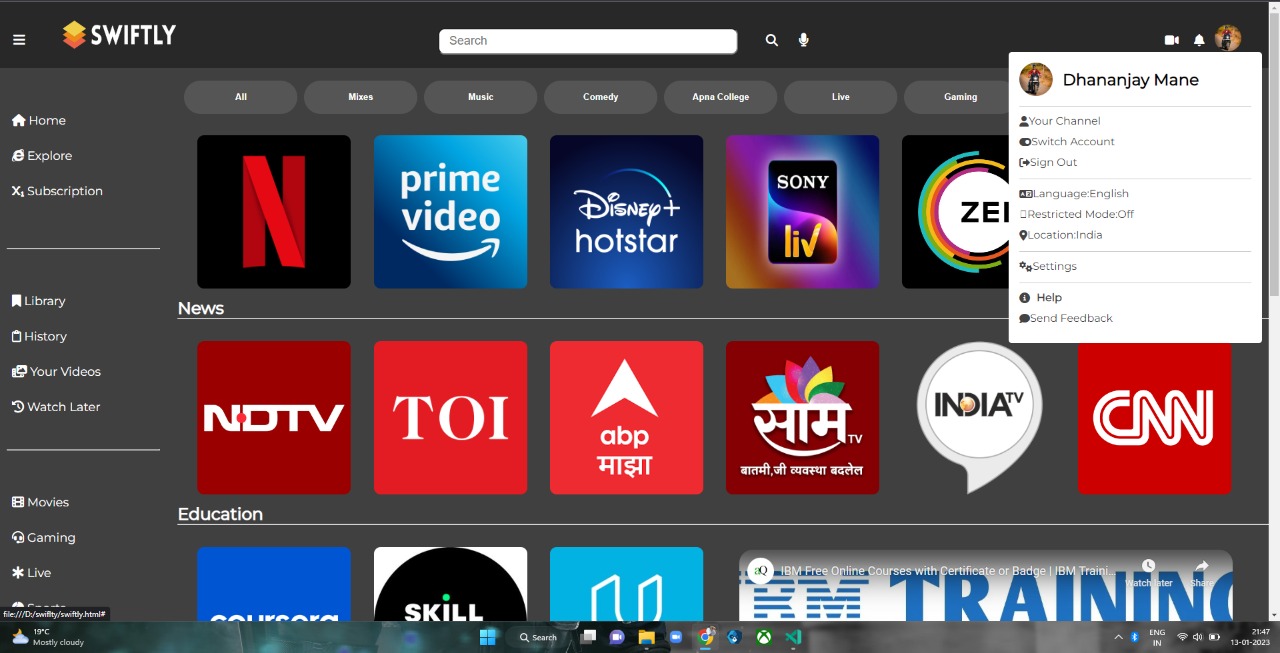 SWIFTLY
Search
Dhananjay Mane
Your Channel
Switch Account
Sign Out
Language:English
Restricted Mode:Off
Location:India
Settings
Help
Send Feedback
All
Mixes
Music
Comedy
Apna College
Live
Gaming
Home
Explore
Subscription
Library
History
Your Videos
Watch Later
Movies
Gaming
Live
prime
video
Disney+
hotstar
SONY
liv
News
NDTV
TOI
abp
माझा
साम
TV
बातमी,जी व्यवस्था बदलेल
INDIA TV
CNN
Education
coursera
SKILL
aQ
IBM Free Online Courses with Certificate or Badge | IBM Traini...
Watch later
Share
IBM TRAINING
file:///D:/swiftly/swiftly.html#
19°C
Mostly cloudy
Search
ENG
IN
21:47
13-01-2023